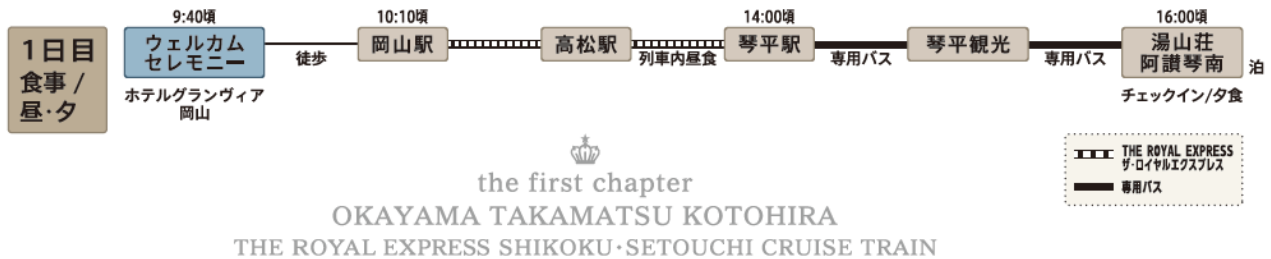 9:40頃
10:10頃
14:00頃
16:00頃
1日目
食事 /
昼･夕
ウェルカム
セレモニー
徒歩
岡山駅
高松駅
列車内昼食
琴平駅
専用バス
琴平観光
専用バス
湯山荘
阿讃琴南
泊
ホテルグランヴィア
岡山
チェックイン/夕食
THE ROYAL EXPRESS
ザ･ロイヤルエクスプレス
専用バス
the first chapter
OKAYAMA TAKAMATSU KOTOHIRA
THE ROYAL EXPRESS SHIKOKU･SETOUCHI CRUISE TRAIN